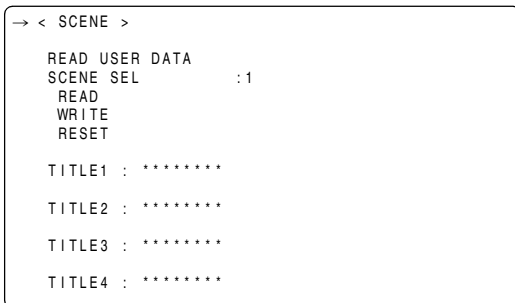 → < SCENE >
READ USER DATA
SCENE SEL :1
READ
WRITE
RESET
TITLE1 : ********
TITLE2 : ********
TITLE3 : ********
TITLE4 : ********